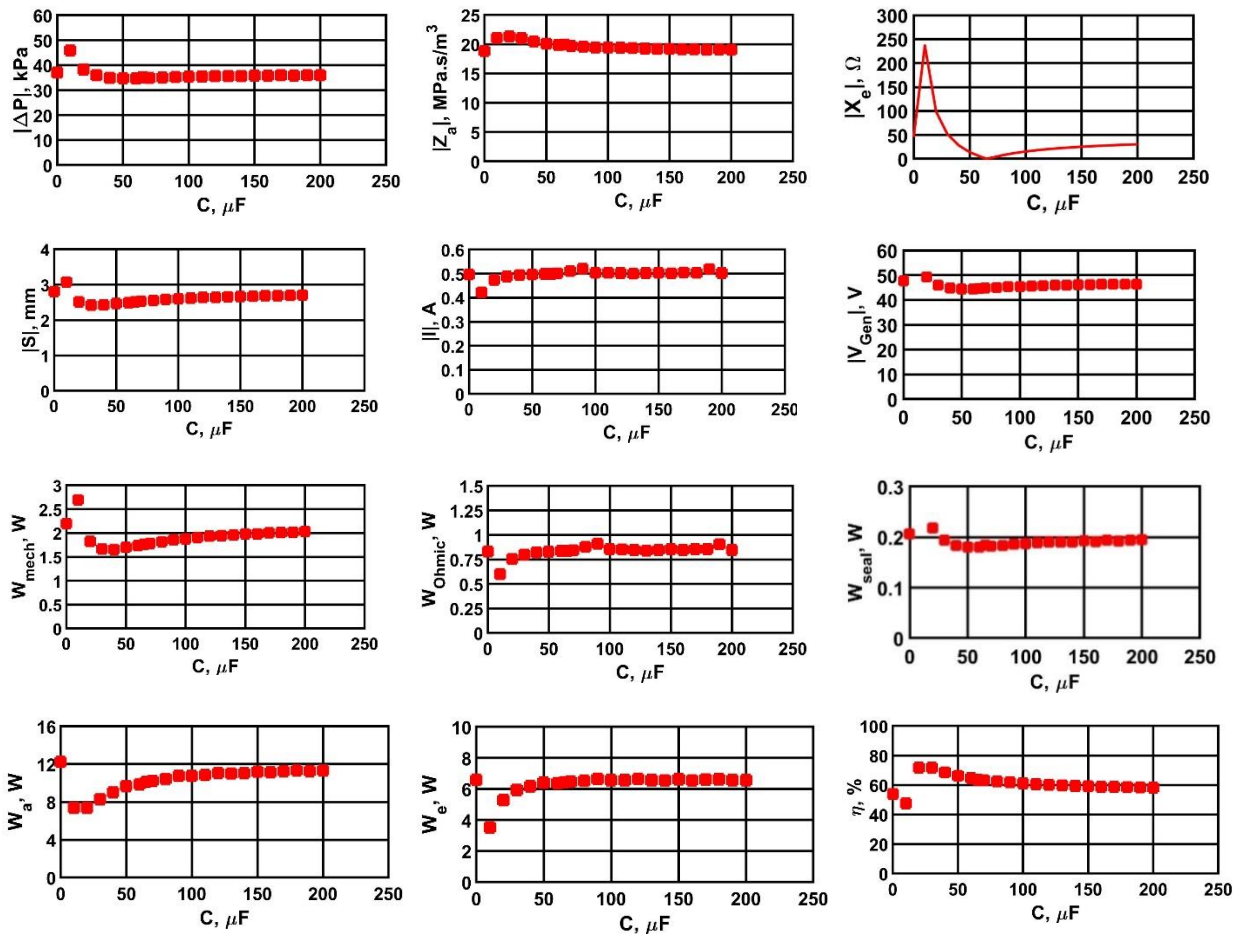 |ΔP|, kPa
60
50
40
30
20
10
0
0 50 100 150 200 250
C, μF
|Z_a|, MPa.s/m³
25
20
15
10
5
0
0 50 100 150 200 250
C, μF
|X_e|, Ω
300
250
200
150
100
50
0
0 50 100 150 200 250
C, μF
|S|, mm
4
3
2
1
0
0 50 100 150 200 250
C, μF
|I|, A
0.6
0.5
0.4
0.3
0.2
0.1
0
0 50 100 150 200 250
C, μF
|V_Gen|, V
60
50
40
30
20
10
0
0 50 100 150 200 250
C, μF
W_mech, W
3
2.5
2
1.5
1
0.5
0
0 50 100 150 200 250
C, μF
W_Ohmic, W
1.5
1.25
1
0.75
0.5
0.25
0
0 50 100 150 200 250
C, μF
W_seal, W
0.3
0.2
0.1
0
0 50 100 150 200 250
C, μF
W_a, W
16
12
8
4
0
0 50 100 150 200 250
C, μF
W_e, W
10
8
6
4
2
0
0 50 100 150 200 250
C, μF
η, %
100
80
60
40
20
0
0 50 100 150 200 250
C, μF